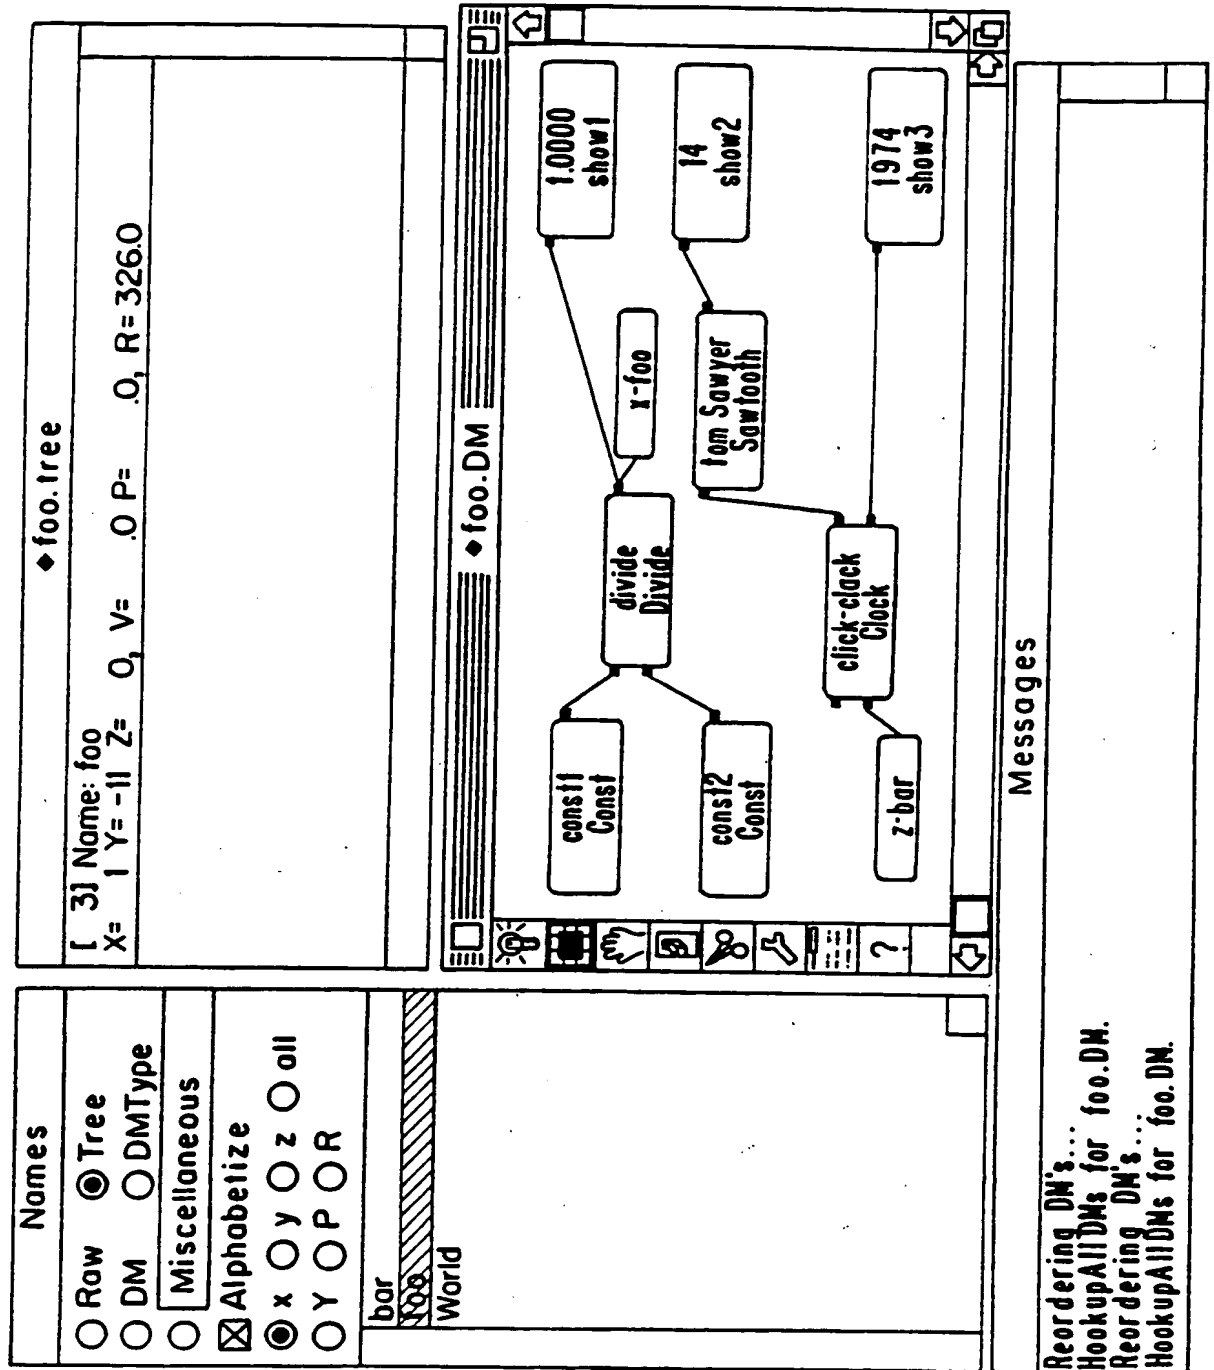 Names
Raw Tree
DM DMType
Miscellaneous
Alphabetize
x y z all
Y P R
bar
foo
World
♦foo.tree
[ 3] Name: foo
X= 1 Y= -11 Z= 0, V= .0 P= .0, R= 326.0
♦foo.DM
const1
Const
const2
Const
z-bar
divide
Divide
click-clack
Clock
x-foo
tom Sawyer
Sawtooth
1.0000
show1
14
show2
1974
show3
?
Messages
Reordering DM's...
HookupAllDMs for foo.DM.
Reordering DM's...
HookupAllDMs for foo.DM.